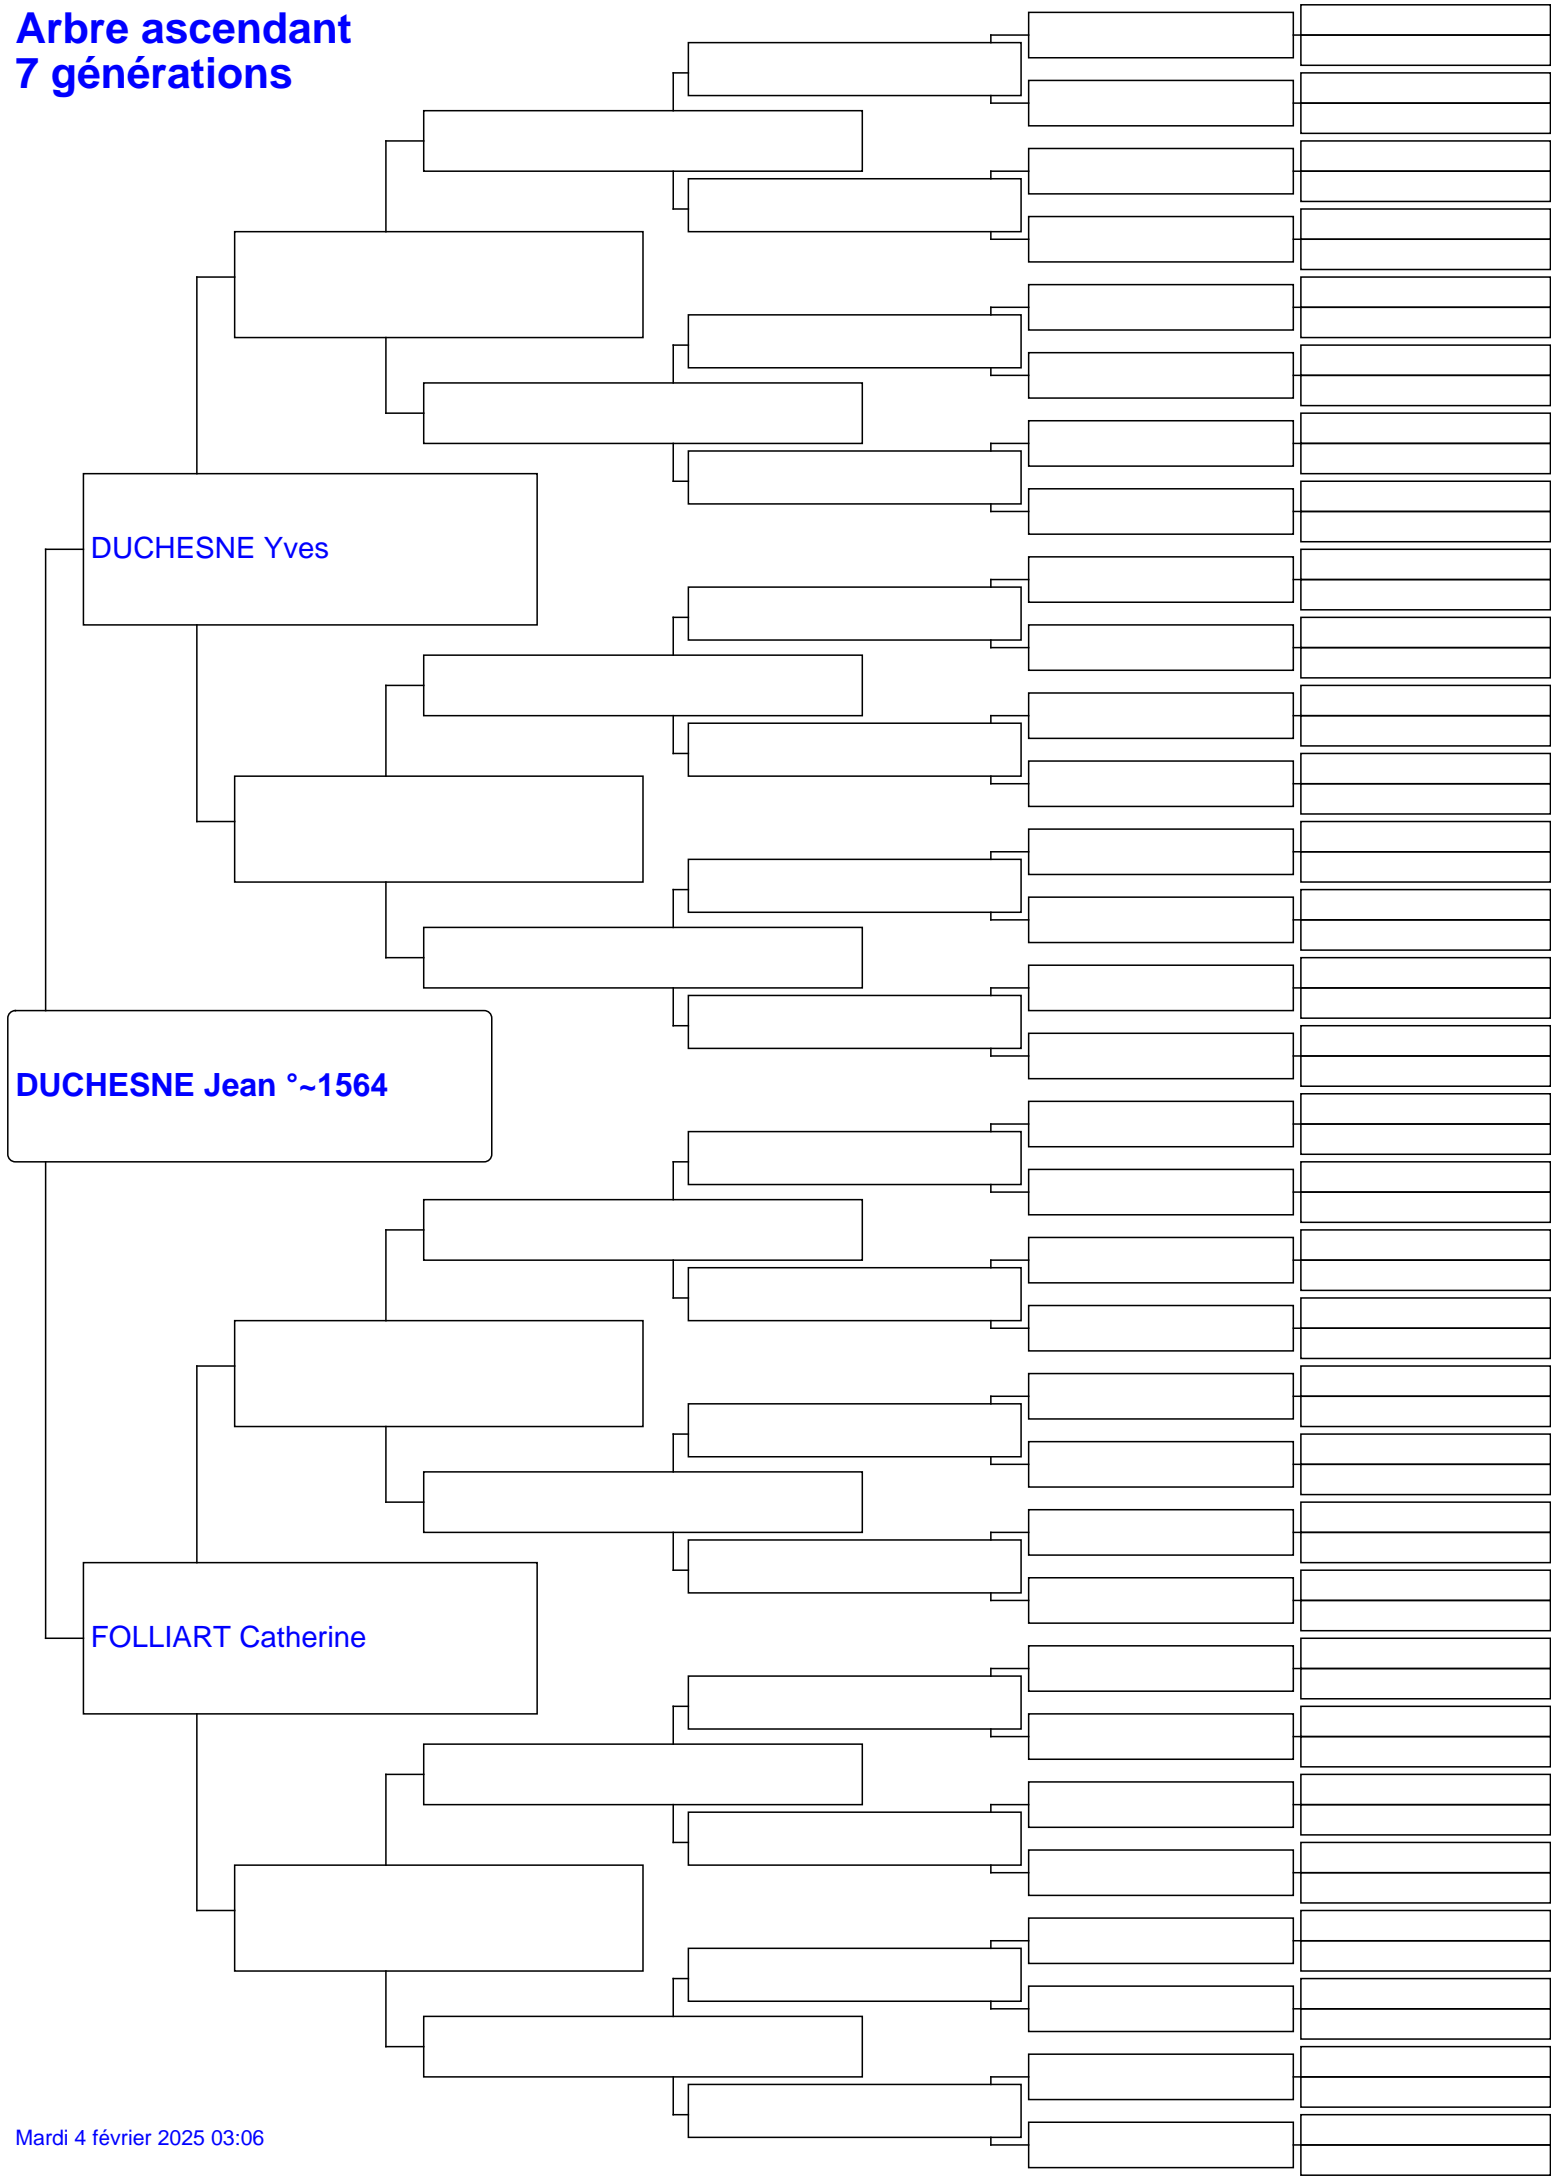 Arbre ascendant
7 générations
DUCHESNE Yves
DUCHESNE Jean °~1564
FOLLIART Catherine
Mardi 4 février 2025 03:06